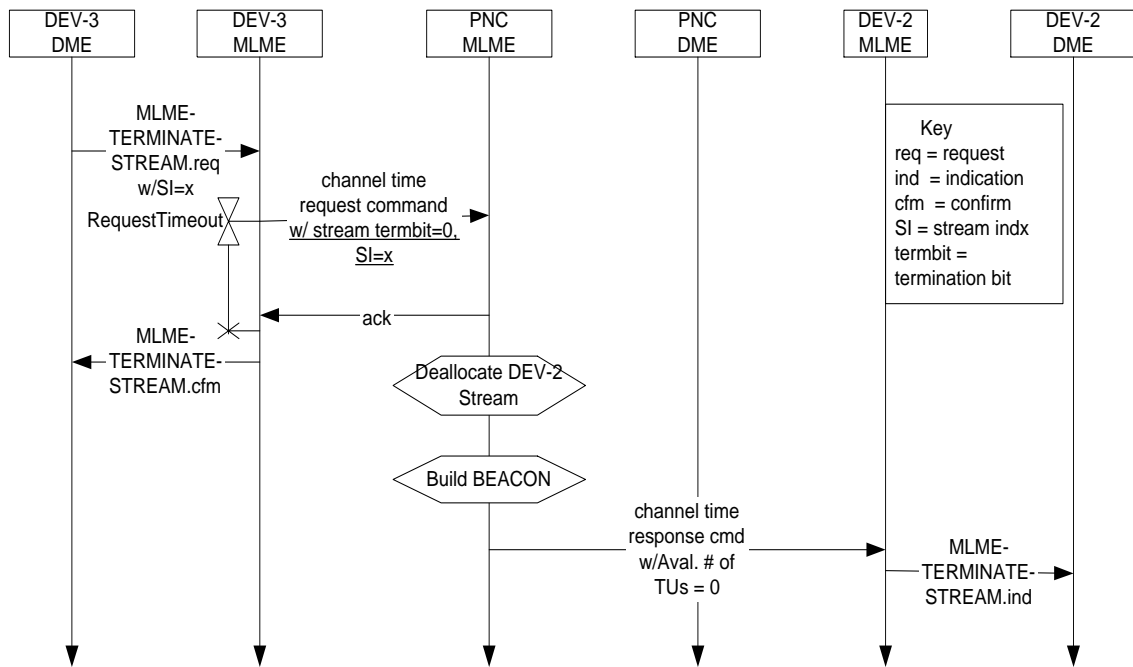 DEV-3
DME
DEV-3
MLME
PNC
MLME
PNC
DME
DEV-2
MLME
DEV-2
DME
MLME-
TERMINATE-
STREAM.req
w/SI=x
Key
req = request
ind = indication
cfm = confirm
SI = stream indx
termbit =
termination bit
RequestTimeout
channel time
request command
w/ stream termbit=0,
SI=x
ack
MLME-
TERMINATE-
STREAM.cfm
Deallocate DEV-2
Stream
Build BEACON
channel time
response cmd
w/Aval. # of
TUs = 0
MLME-
TERMINATE-
STREAM.ind